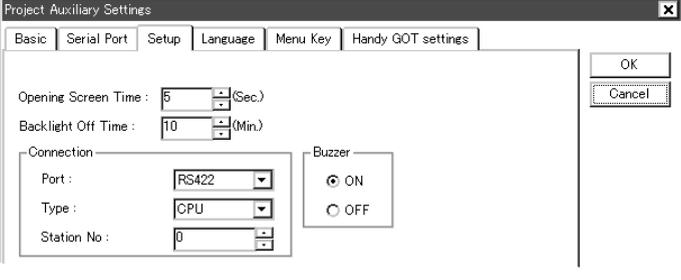 Project Auxiliary Settings
Basic Serial Port Setup Language Menu Key Handy GOT settings
OK
Cancel
Opening Screen Time : 5 (Sec.)
Backlight Off Time : 10 (Min.)
Connection
Port : RS422
Type : CPU
Station No : 0
Buzzer
ON
OFF